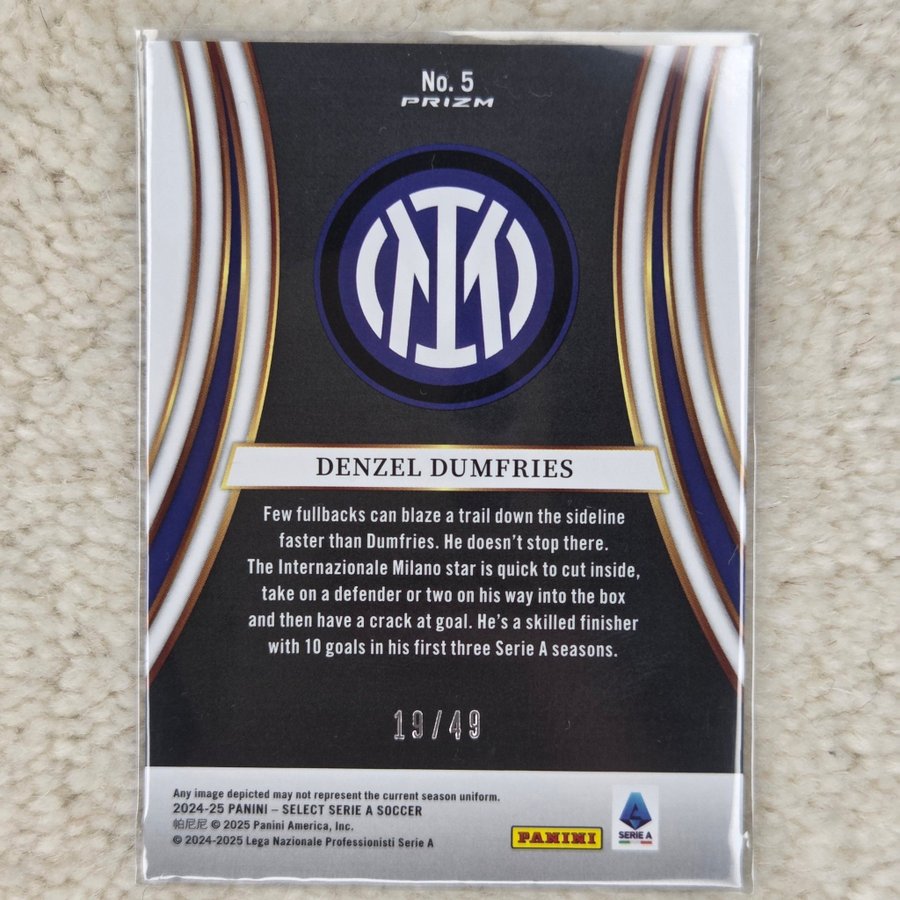 No. 5
PRIZM
IM
DENZEL DUMFRIES
Few fullbacks can blaze a trail down the sideline
faster than Dumfries. He doesn't stop there.
The Internazionale Milano star is quick to cut inside,
take on a defender or two on his way into the box
and then have a crack at goal. He's a skilled finisher
with 10 goals in his first three Serie A seasons.
19/49
Any image depicted may not represent the current season uniform.
2024-25 PANINI – SELECT SERIE A SOCCER
帕尼尼 © 2025 Panini America, Inc.
© 2024-2025 Lega Nazionale Professionisti Serie A
PANINI
SERIE A